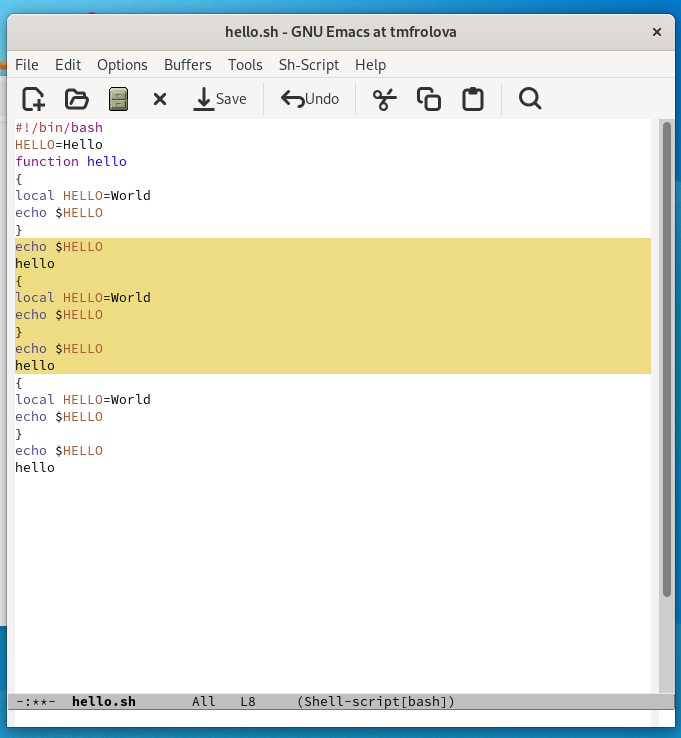 hello.sh - GNU Emacs at tmfrolova
File Edit Options Buffers Tools Sh-Script Help
Save Undo
#!/bin/bash
HELLO=Hello
function hello
{
local HELLO=World
echo $HELLO
}
echo $HELLO
hello
{
local HELLO=World
echo $HELLO
}
echo $HELLO
hello
{
local HELLO=World
echo $HELLO
}
echo $HELLO
hello
-:**- hello.sh All L8 (Shell-script[bash])